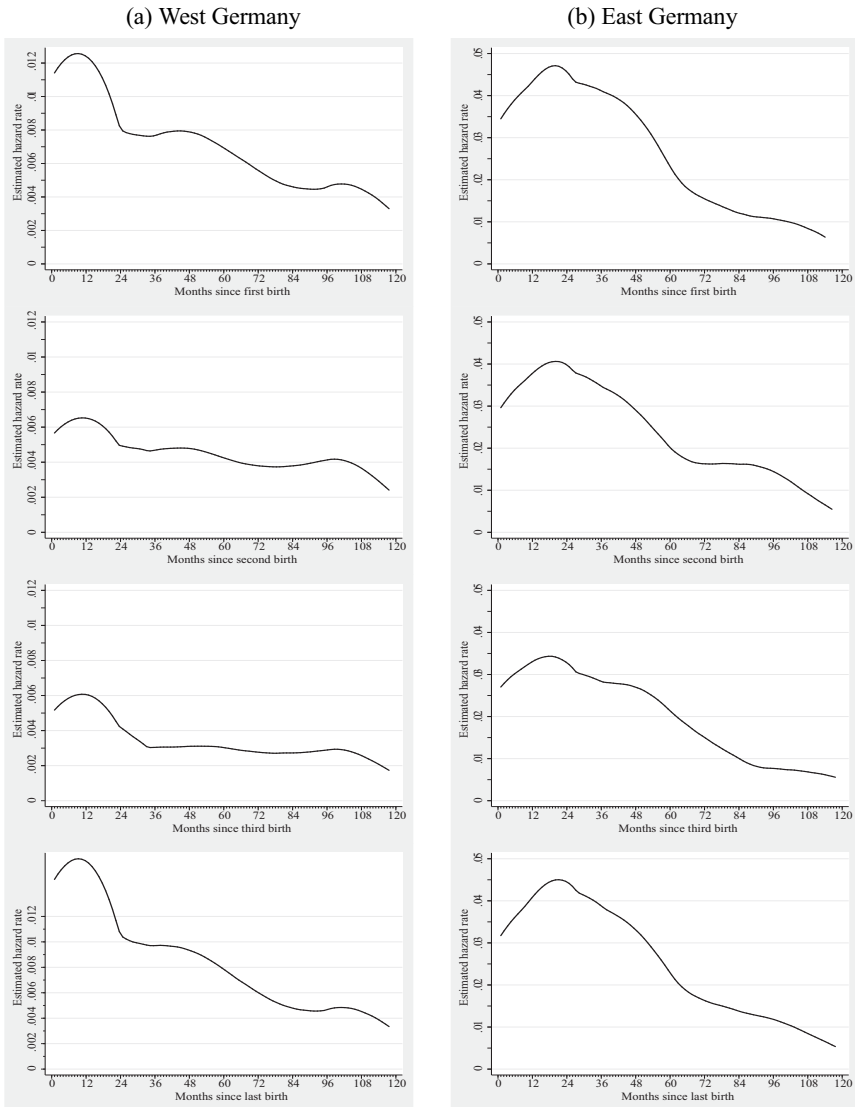 (a) West Germany
(b) East Germany
Estimated hazard rate
.012
.01
.008
.006
.004
.002
0
0 12 24 36 48 60 72 84 96 108 120
Months since first birth
Estimated hazard rate
.05
.04
.03
.02
.01
0
0 12 24 36 48 60 72 84 96 108 120
Months since first birth
Estimated hazard rate
.012
.01
.008
.006
.004
.002
0
0 12 24 36 48 60 72 84 96 108 120
Months since second birth
Estimated hazard rate
.05
.04
.03
.02
.01
0
0 12 24 36 48 60 72 84 96 108 120
Months since second birth
Estimated hazard rate
.012
.01
.008
.006
.004
.002
0
0 12 24 36 48 60 72 84 96 108 120
Months since third birth
Estimated hazard rate
.05
.04
.03
.02
.01
0
0 12 24 36 48 60 72 84 96 108 120
Months since third birth
Estimated hazard rate
.012
.01
.008
.006
.004
.002
0
0 12 24 36 48 60 72 84 96 108 120
Months since last birth
Estimated hazard rate
.05
.04
.03
.02
.01
0
0 12 24 36 48 60 72 84 96 108 120
Months since last birth